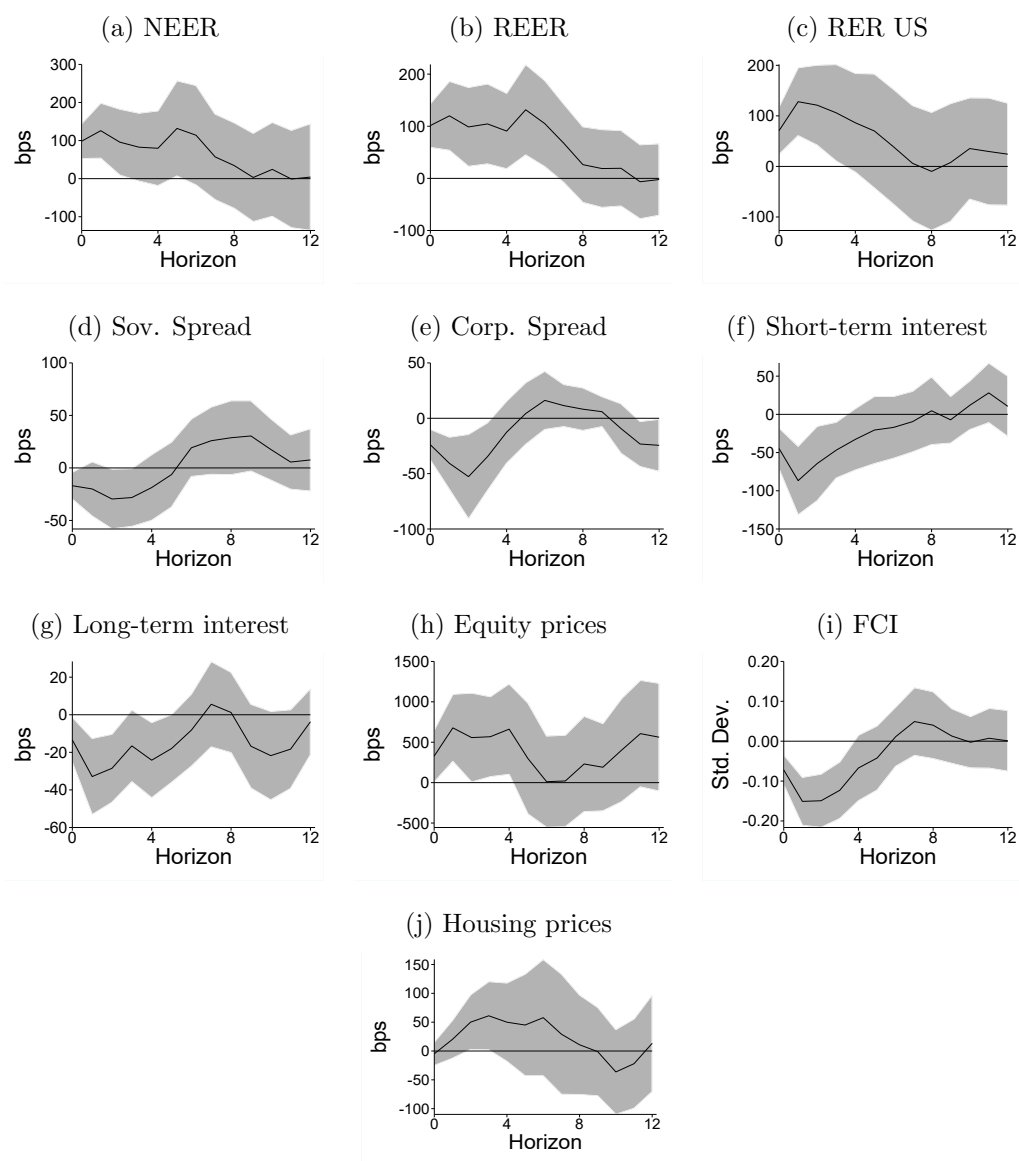 (a) NEER
(b) REER
(c) RER US
300
200
100
0
-100
bps
0 4 8 12
Horizon
200
100
0
-100
bps
0 4 8 12
Horizon
200
100
0
-100
bps
0 4 8 12
Horizon
(d) Sov. Spread
(e) Corp. Spread
(f) Short-term interest
100
50
0
-50
bps
0 4 8 12
Horizon
50
0
-50
-100
bps
0 4 8 12
Horizon
50
0
-50
-100
-150
bps
0 4 8 12
Horizon
(g) Long-term interest
(h) Equity prices
(i) FCI
20
0
-20
-40
-60
bps
0 4 8 12
Horizon
1500
1000
500
0
-500
bps
0 4 8 12
Horizon
0.20
0.10
0.00
-0.10
-0.20
Std. Dev.
0 4 8 12
Horizon
(j) Housing prices
150
100
50
0
-50
-100
bps
0 4 8 12
Horizon